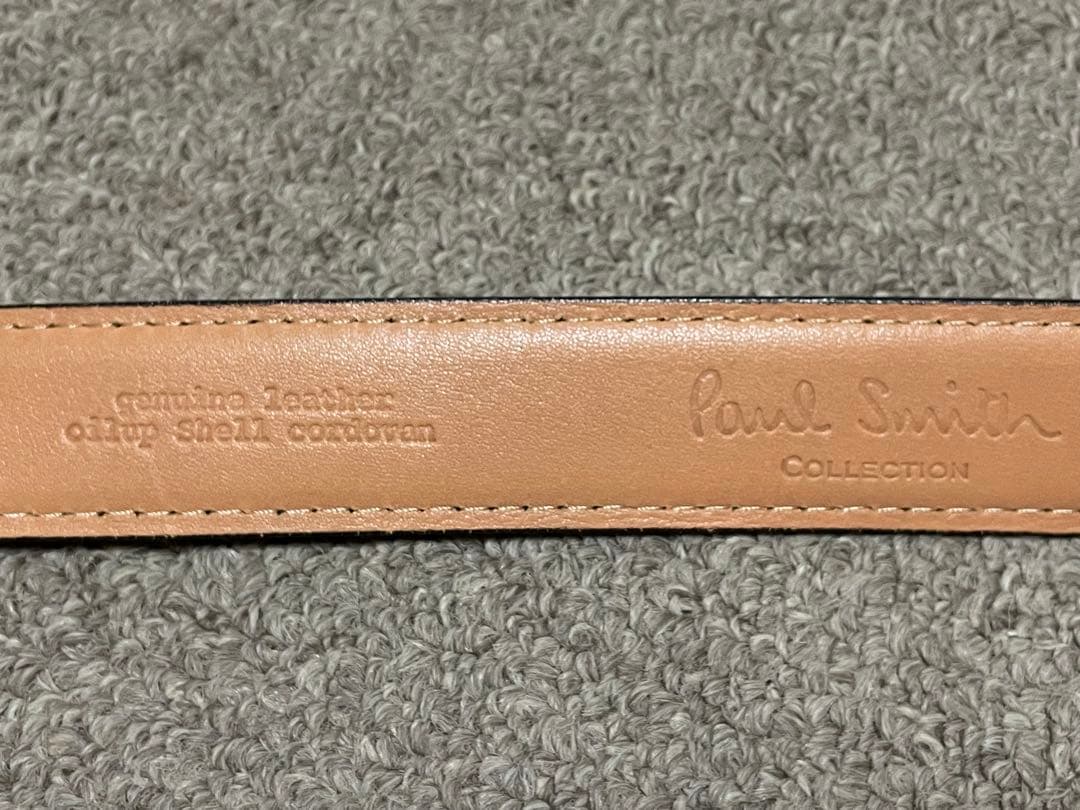 genuine leather
oilup Shell cordovan
Paul Smith
COLLECTION